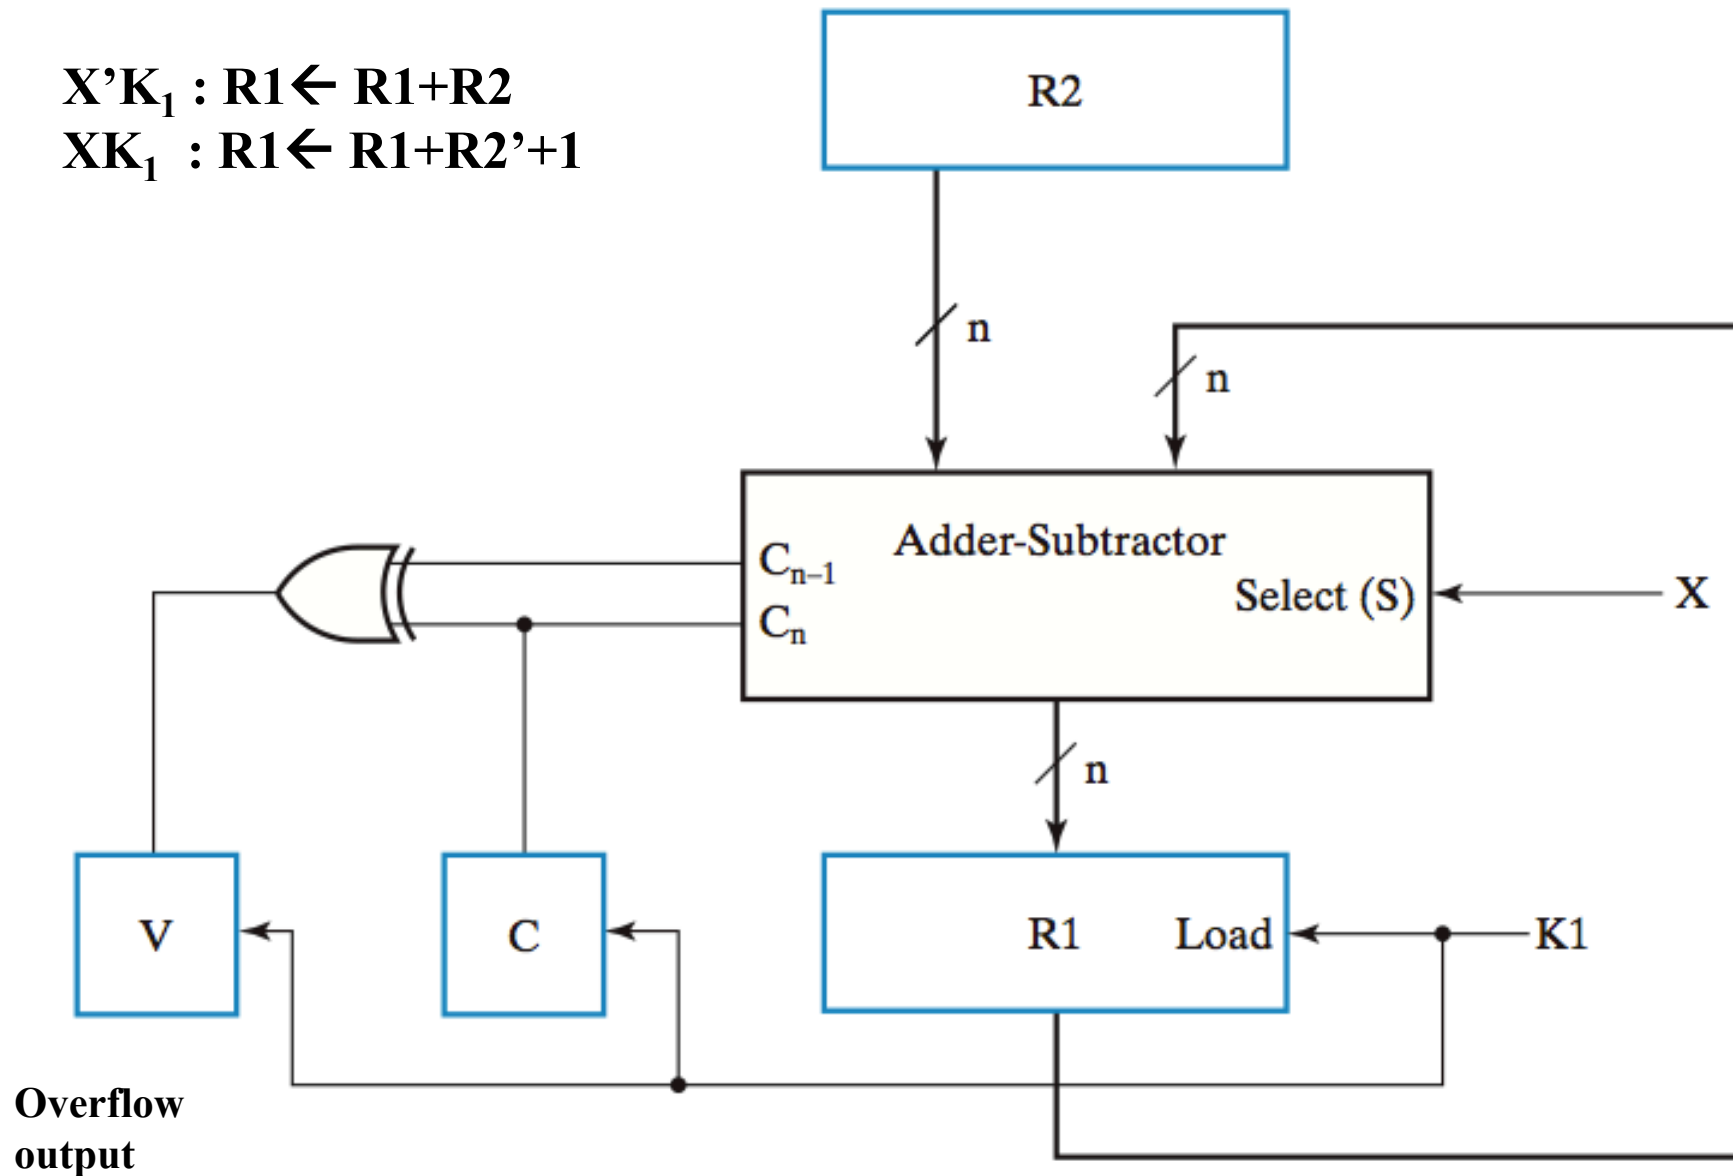 X’K₁ : R1← R1+R2
XK₁ : R1← R1+R2’+1
R2
n
n
Adder-Subtractor
Cₙ₋₁
Select (S)
X
Cₙ
n
V
C
R1
Load
K1
Overflow
output